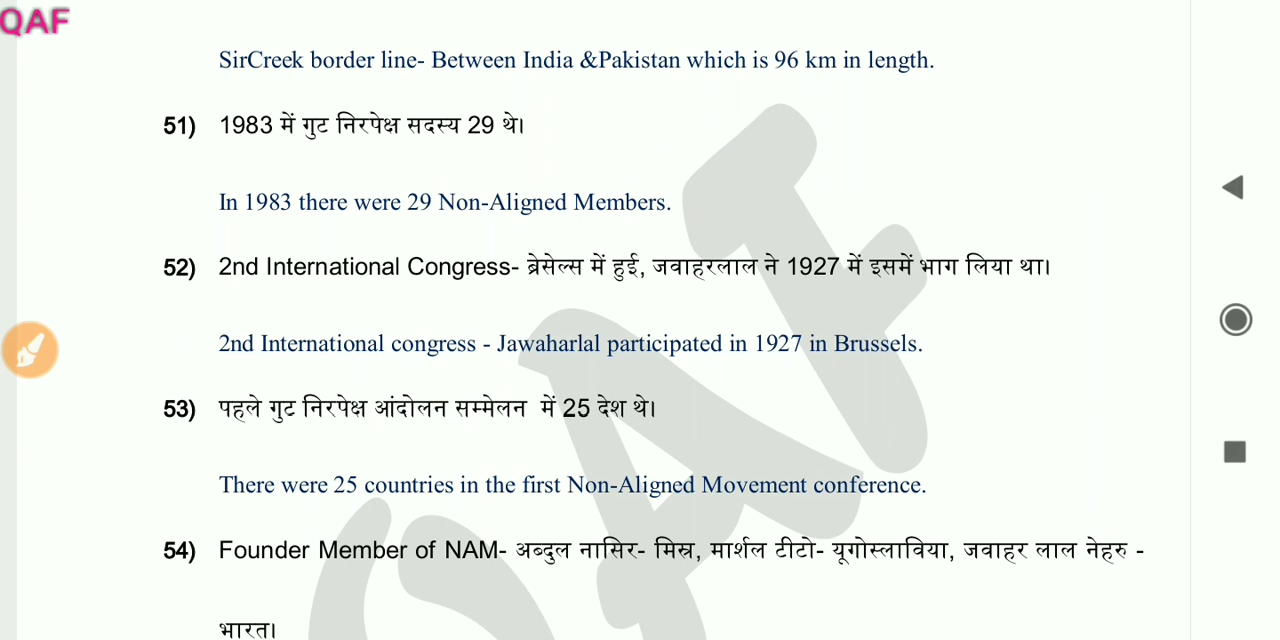 QAF
SirCreek border line- Between India &Pakistan which is 96 km in length.
51) 1983 में गुट निरपेक्ष सदस्य 29 थे।
In 1983 there were 29 Non-Aligned Members.
52) 2nd International Congress- ब्रेसेल्स में हुई, जवाहरलाल ने 1927 में इसमें भाग लिया था।
2nd International congress - Jawaharlal participated in 1927 in Brussels.
53) पहले गुट निरपेक्ष आंदोलन सम्मेलन में 25 देश थे।
There were 25 countries in the first Non-Aligned Movement conference.
54) Founder Member of NAM- अब्दुल नासिर- मिस्र, मार्शल टीटो- यूगोस्लाविया, जवाहर लाल नेहरु -
भारत।
QAF